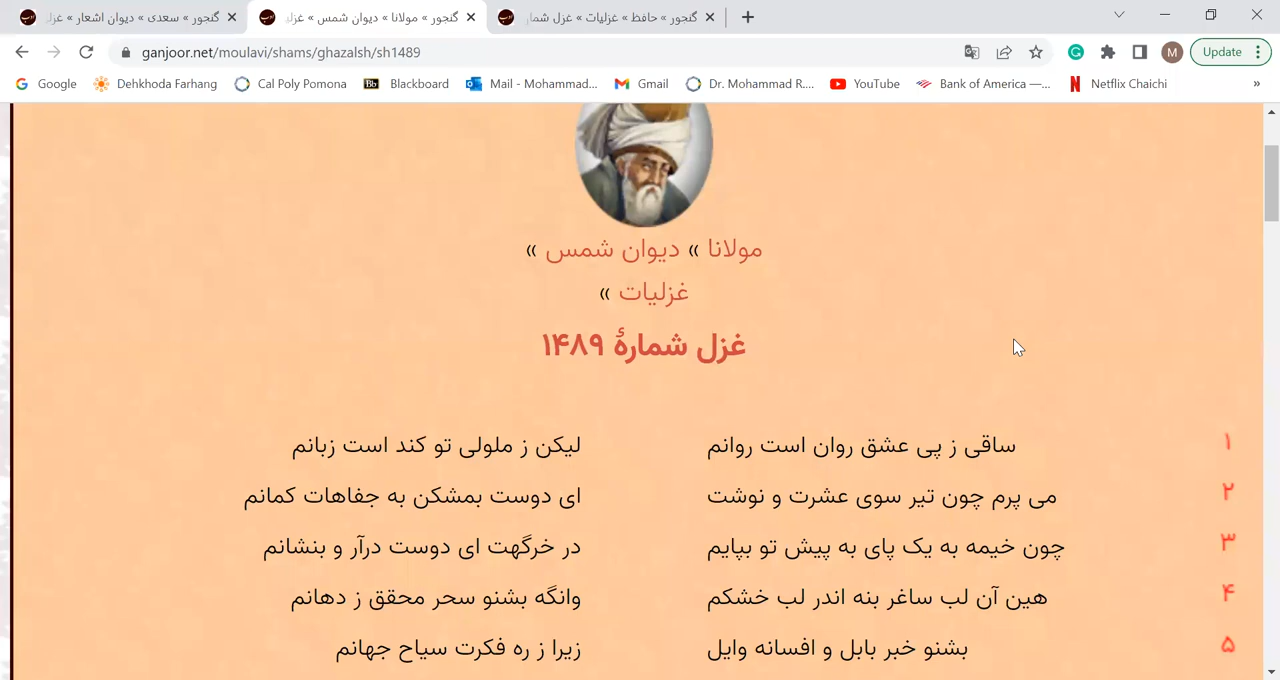 گنجور » سعدی » دیوان اشعار » غزل
گنجور » مولانا » دیوان شمس » غزلی
گنجور » حافظ » غزلیات » غزل شمار
ganjoor.net/moulavi/shams/ghazalsh/sh1489
M
Update
Google
Dehkhoda Farhang
Cal Poly Pomona
Bb Blackboard
Mail - Mohammad...
Gmail
Dr. Mohammad R....
YouTube
Bank of America —...
N Netflix Chaichi
»
مولانا » دیوان شمس »
غزلیات »
غزل شمارهٔ ۱۴۸۹
۱ ساقی ز پی عشق روان است روانم لیکن ز ملولی تو کند است زبانم
۲ می پرم چون تیر سوی عشرت و نوشت ای دوست بمشکن به جفاهات کمانم
۳ چون خیمه به یک پای به پیش تو بپایم در خرگهت ای دوست درآر و بنشانم
۴ هین آن لب ساغر بنه اندر لب خشکم وانگه بشنو سحر محقق ز دهانم
۵ بشنو خبر بابل و افسانه وایل زیرا ز ره فکرت سیاح جهانم